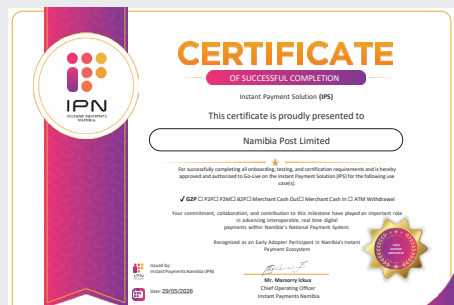 IPN
INSTANT PAYMENTS
NAMIBIA
CERTIFICATE
OF SUCCESSFUL COMPLETION
Instant Payment Solution (IPS)
This certificate is proudly presented to
Namibia Post Limited
For successfully completing all onboarding, testing, and certification requirements and is hereby
approved and authorized to Go-Live on the Instant Payment Solution (IPS) for the following use
case(s):
✓ G2P ☐ P2P☐ P2M☐ B2P☐ Merchant Cash Out☐ Merchant Cash In ☐ ATM Withdrawal
Your commitment, collaboration, and contribution to this milestone have played an important role
in advancing interoperable, real time digital
payments within Namibia's National Payment System.
Recognized as an Early Adopter Participant in Namibia's Instant
Payment Ecosystem
Issued by:
Instant Payments Namibia (IPN)
Date: 29/05/2026
Mr. Marsorry Ickua
Chief Operating Officer
Instant Payments Namibia